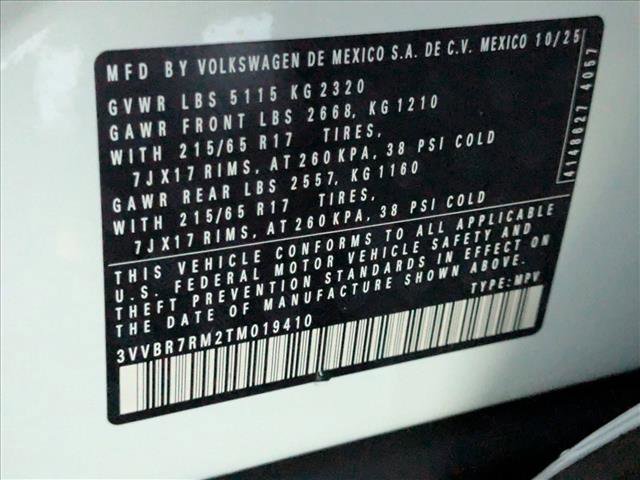 MFD BY VOLKSWAGEN DE MEXICO S.A. DE C.V. MEXICO 10/25
GVWR LBS 5115 KG 2320
GAWR FRONT LBS 2668, KG 1210
WITH 215/65 R17 TIRES,
7JX17 RIMS, AT 260 KPA, 38 PSI COLD
GAWR REAR LBS 2557, KG 1160
WITH 215/65 R17 TIRES,
7JX17 RIMS, AT 260 KPA, 38 PSI COLD
THIS VEHICLE CONFORMS TO ALL APPLICABLE
U.S. FEDERAL MOTOR VEHICLE SAFETY AND
THEFT PREVENTION STANDARDS IN EFFECT ON
THE DATE OF MANUFACTURE SHOWN ABOVE.
TYPE: MPV
3VVBR7RM2TM019410
4148627 4057